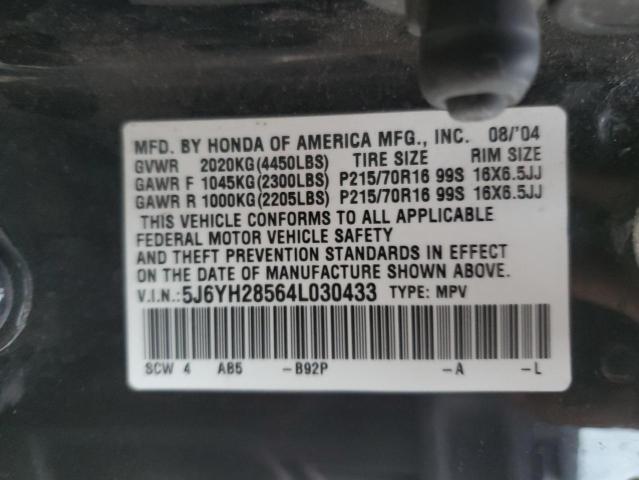 MFD. BY HONDA OF AMERICA MFG., INC. 08/'04
GVWR 2020KG(4450LBS) TIRE SIZE RIM SIZE
GAWR F 1045KG(2300LBS) P215/70R16 99S 16X6.5JJ
GAWR R 1000KG(2205LBS) P215/70R16 99S 16X6.5JJ
THIS VEHICLE CONFORMS TO ALL APPLICABLE
FEDERAL MOTOR VEHICLE SAFETY
AND THEFT PREVENTION STANDARDS IN EFFECT
ON THE DATE OF MANUFACTURE SHOWN ABOVE.
V.I.N.:5J6YH28564L030433 TYPE: MPV
SCW 4 AB5 -B92P -A -L